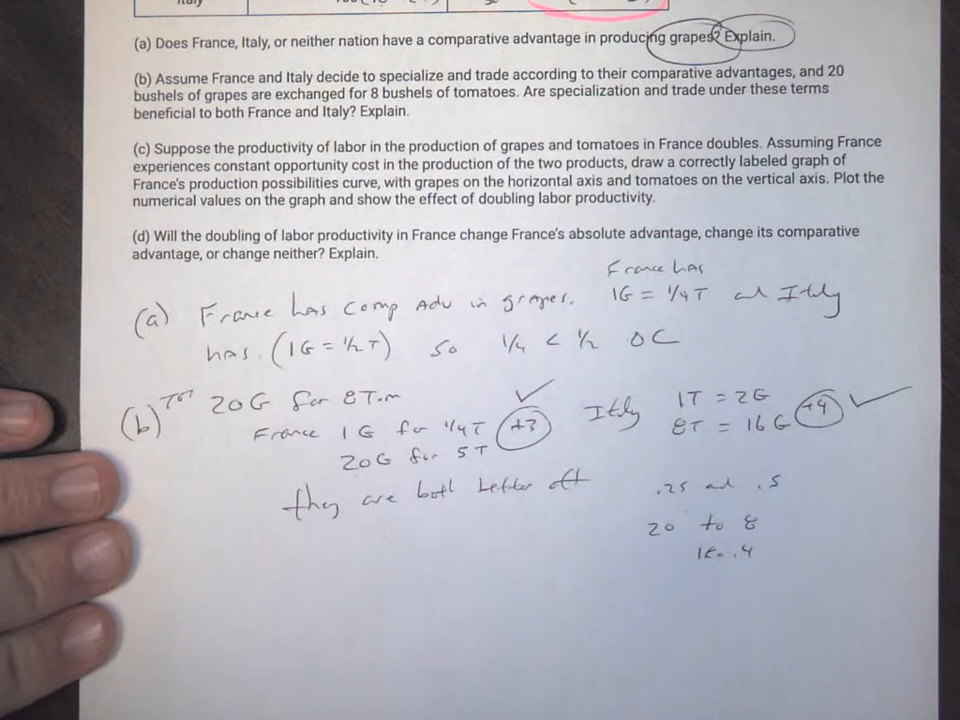 Italy
(a) Does France, Italy, or neither nation have a comparative advantage in producing grapes? Explain.
(b) Assume France and Italy decide to specialize and trade according to their comparative advantages, and 20
bushels of grapes are exchanged for 8 bushels of tomatoes. Are specialization and trade under these terms
beneficial to both France and Italy? Explain.
(c) Suppose the productivity of labor in the production of grapes and tomatoes in France doubles. Assuming France
experiences constant opportunity cost in the production of the two products, draw a correctly labeled graph of
France's production possibilities curve, with grapes on the horizontal axis and tomatoes on the vertical axis. Plot the
numerical values on the graph and show the effect of doubling labor productivity.
(d) Will the doubling of labor productivity in France change France's absolute advantage, change its comparative
advantage, or change neither? Explain.
France has
(a) France has comp Adv in grapes. 1G = 1/4T and Italy
has (1G = 1/2 T) so 1/4 < 1/2 OC
(b) TOT 20G for 8Tom
France 1G for 1/4T +3
20G for 5T
Italy 1T = 2G
8T = 16G +4
they are both better off
.25 and .5
20 to 8
1 to .4